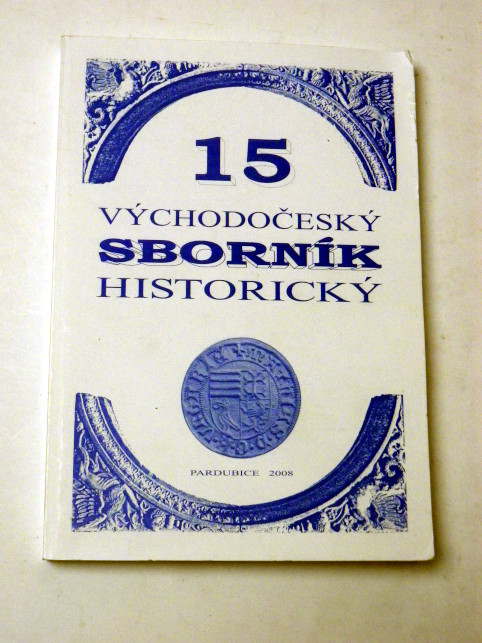 15
VÝCHODOČESKÝ
SBORNÍK
HISTORICKÝ
PARDUBICE 2008